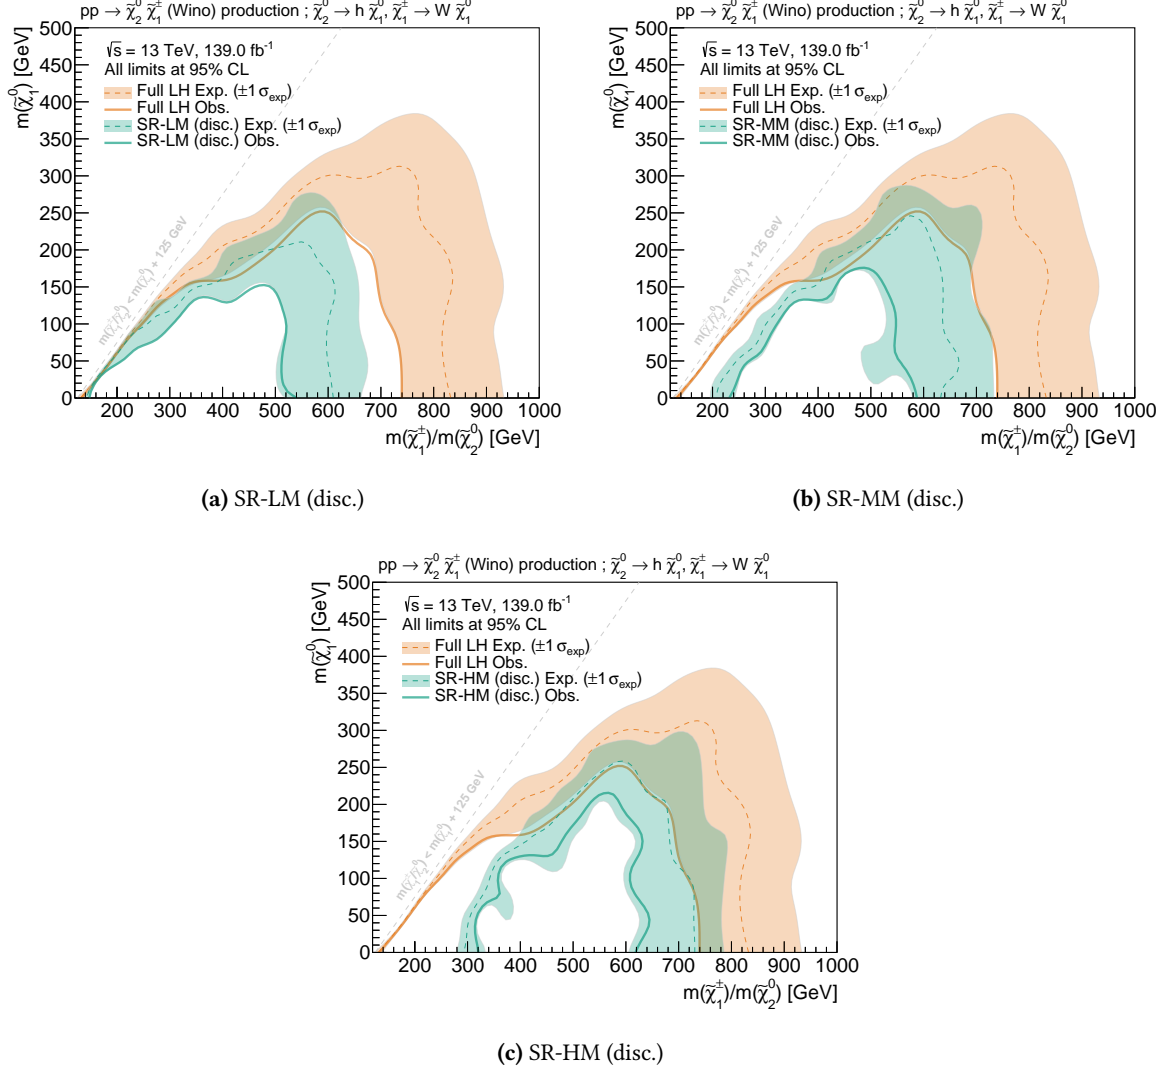 pp → χ̃₂⁰ χ̃₁± (Wino) production ; χ̃₂⁰ → h χ̃₁⁰, χ̃₁± → W χ̃₁⁰
m(χ̃₁⁰) [GeV]
500
450
400
350
300
250
200
150
100
50
0
√s = 13 TeV, 139.0 fb⁻¹
All limits at 95% CL
Full LH Exp. (±1 σexp)
Full LH Obs.
SR-LM (disc.) Exp. (±1 σexp)
SR-LM (disc.) Obs.
m(χ̃₁±/χ̃₂⁰) < m(χ̃₁⁰) + 125 GeV
200 300 400 500 600 700 800 900 1000
m(χ̃₁±)/m(χ̃₂⁰) [GeV]
(a) SR-LM (disc.)
pp → χ̃₂⁰ χ̃₁± (Wino) production ; χ̃₂⁰ → h χ̃₁⁰, χ̃₁± → W χ̃₁⁰
m(χ̃₁⁰) [GeV]
500
450
400
350
300
250
200
150
100
50
0
√s = 13 TeV, 139.0 fb⁻¹
All limits at 95% CL
Full LH Exp. (±1 σexp)
Full LH Obs.
SR-MM (disc.) Exp. (±1 σexp)
SR-MM (disc.) Obs.
m(χ̃₁±/χ̃₂⁰) < m(χ̃₁⁰) + 125 GeV
200 300 400 500 600 700 800 900 1000
m(χ̃₁±)/m(χ̃₂⁰) [GeV]
(b) SR-MM (disc.)
pp → χ̃₂⁰ χ̃₁± (Wino) production ; χ̃₂⁰ → h χ̃₁⁰, χ̃₁± → W χ̃₁⁰
m(χ̃₁⁰) [GeV]
500
450
400
350
300
250
200
150
100
50
0
√s = 13 TeV, 139.0 fb⁻¹
All limits at 95% CL
Full LH Exp. (±1 σexp)
Full LH Obs.
SR-HM (disc.) Exp. (±1 σexp)
SR-HM (disc.) Obs.
m(χ̃₁±/χ̃₂⁰) < m(χ̃₁⁰) + 125 GeV
200 300 400 500 600 700 800 900 1000
m(χ̃₁±)/m(χ̃₂⁰) [GeV]
(c) SR-HM (disc.)